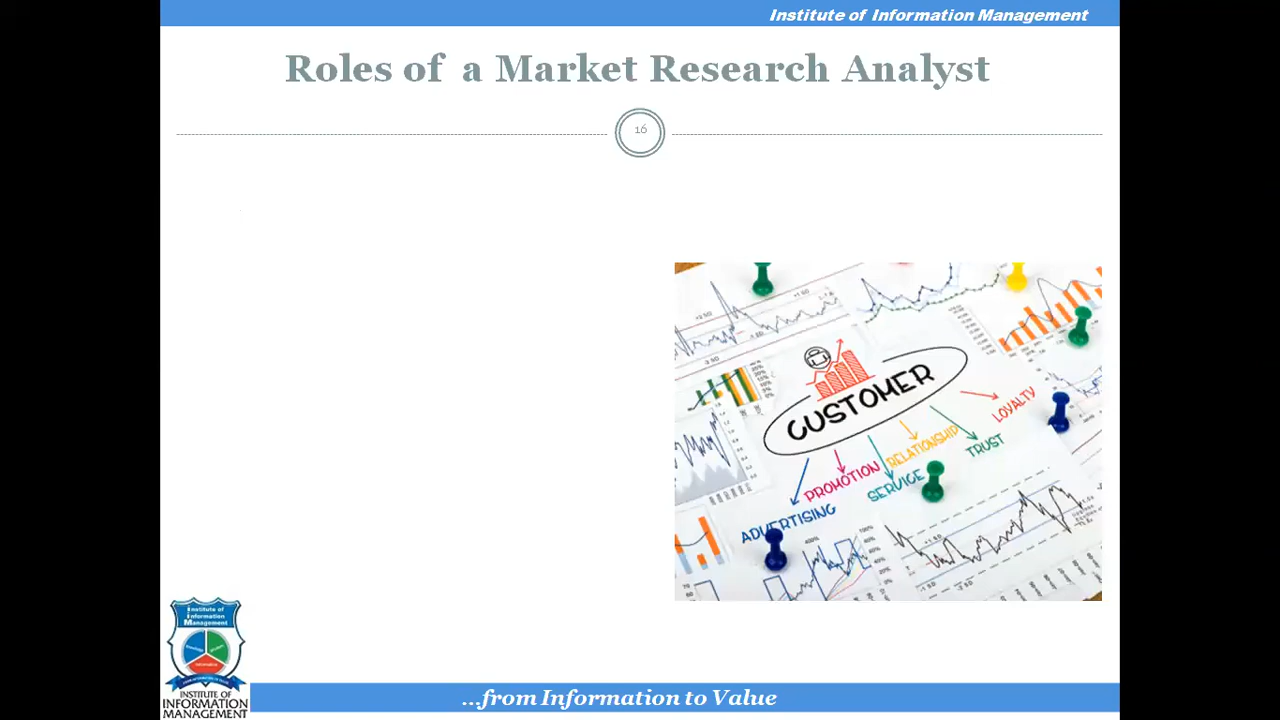 Institute of Information Management
Roles of a Market Research Analyst
16
CUSTOMER
LOYALTY
TRUST
RELATIONSHIP
SERVICE
PROMOTION
ADVERTISING
Institute of
Information
Management
INSTITUTE OF
INFORMATION
MANAGEMENT
...from Information to Value